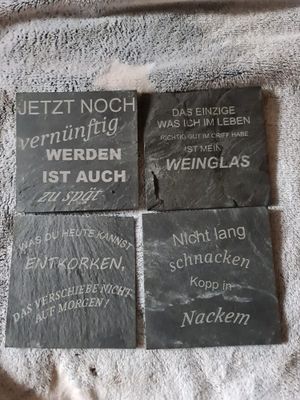 JETZT NOCH
vernünftig
WERDEN
IST AUCH
zu spät
DAS EINZIGE
WAS ICH IM LEBEN
RICHTIG GUT IM GRIFF HABE
IST MEIN
WEINGLAS
WAS DU HEUTE KANNST
ENTKORKEN,
DAS VERSCHIEBE NICHT
AUF MORGEN!
Nicht lang
schnacken
Kopp in
Nackem